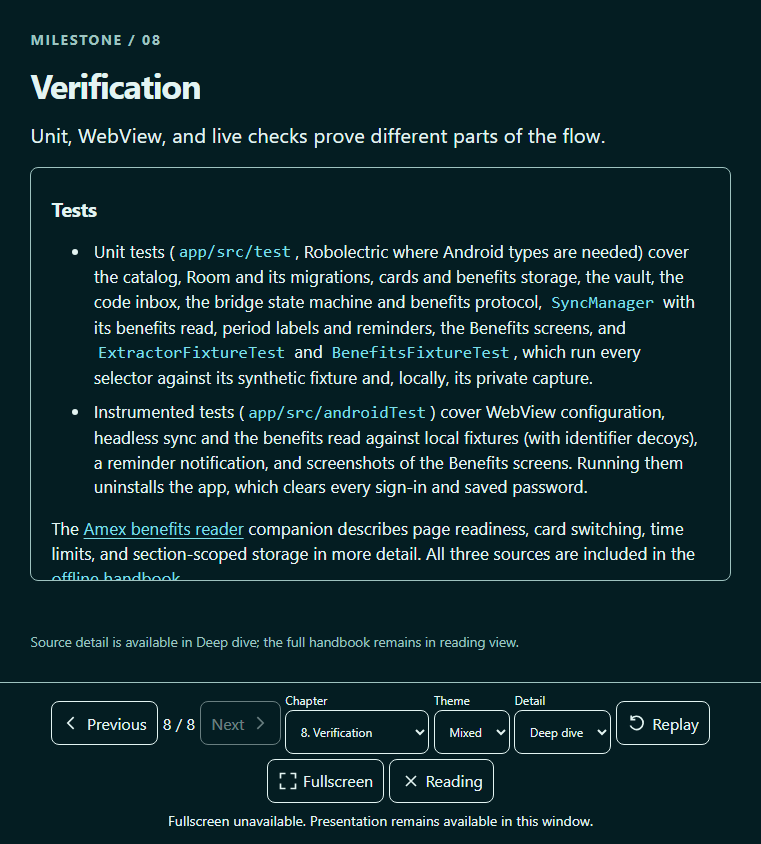 MILESTONE / 08
Verification
Unit, WebView, and live checks prove different parts of the flow.
Tests
Unit tests ( app/src/test , Robolectric where Android types are needed) cover
the catalog, Room and its migrations, cards and benefits storage, the vault, the
code inbox, the bridge state machine and benefits protocol, SyncManager with
its benefits read, period labels and reminders, the Benefits screens, and
ExtractorFixtureTest and BenefitsFixtureTest , which run every
selector against its synthetic fixture and, locally, its private capture.
Instrumented tests ( app/src/androidTest ) cover WebView configuration,
headless sync and the benefits read against local fixtures (with identifier decoys),
a reminder notification, and screenshots of the Benefits screens. Running them
uninstalls the app, which clears every sign-in and saved password.
The Amex benefits reader companion describes page readiness, card switching, time
limits, and section-scoped storage in more detail. All three sources are included in the
offline handbook
Source detail is available in Deep dive; the full handbook remains in reading view.
Chapter Theme Detail
Previous 8 / 8 Next 8. Verification Mixed Deep dive Replay
Fullscreen Reading
Fullscreen unavailable. Presentation remains available in this window.